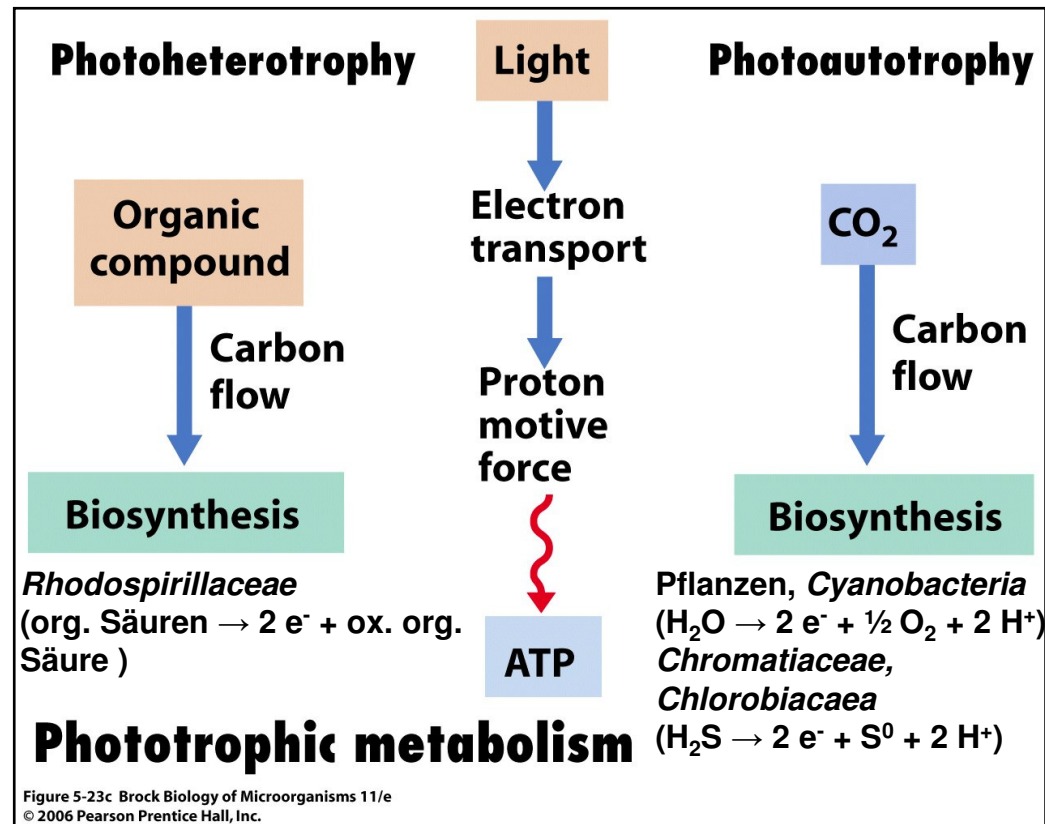 Photoheterotrophy
Light
Photoautotrophy
Organic
compound
Carbon
flow
Biosynthesis
Rhodospirillaceae
(org. Säuren → 2 e⁻ + ox. org.
Säure )
Electron
transport
Proton
motive
force
ATP
CO₂
Carbon
flow
Biosynthesis
Pflanzen, Cyanobacteria
(H₂O → 2 e⁻ + ½ O₂ + 2 H⁺)
Chromatiaceae,
Chlorobiacaea
(H₂S → 2 e⁻ + S⁰ + 2 H⁺)
Phototrophic metabolism
Figure 5-23c Brock Biology of Microorganisms 11/e
© 2006 Pearson Prentice Hall, Inc.